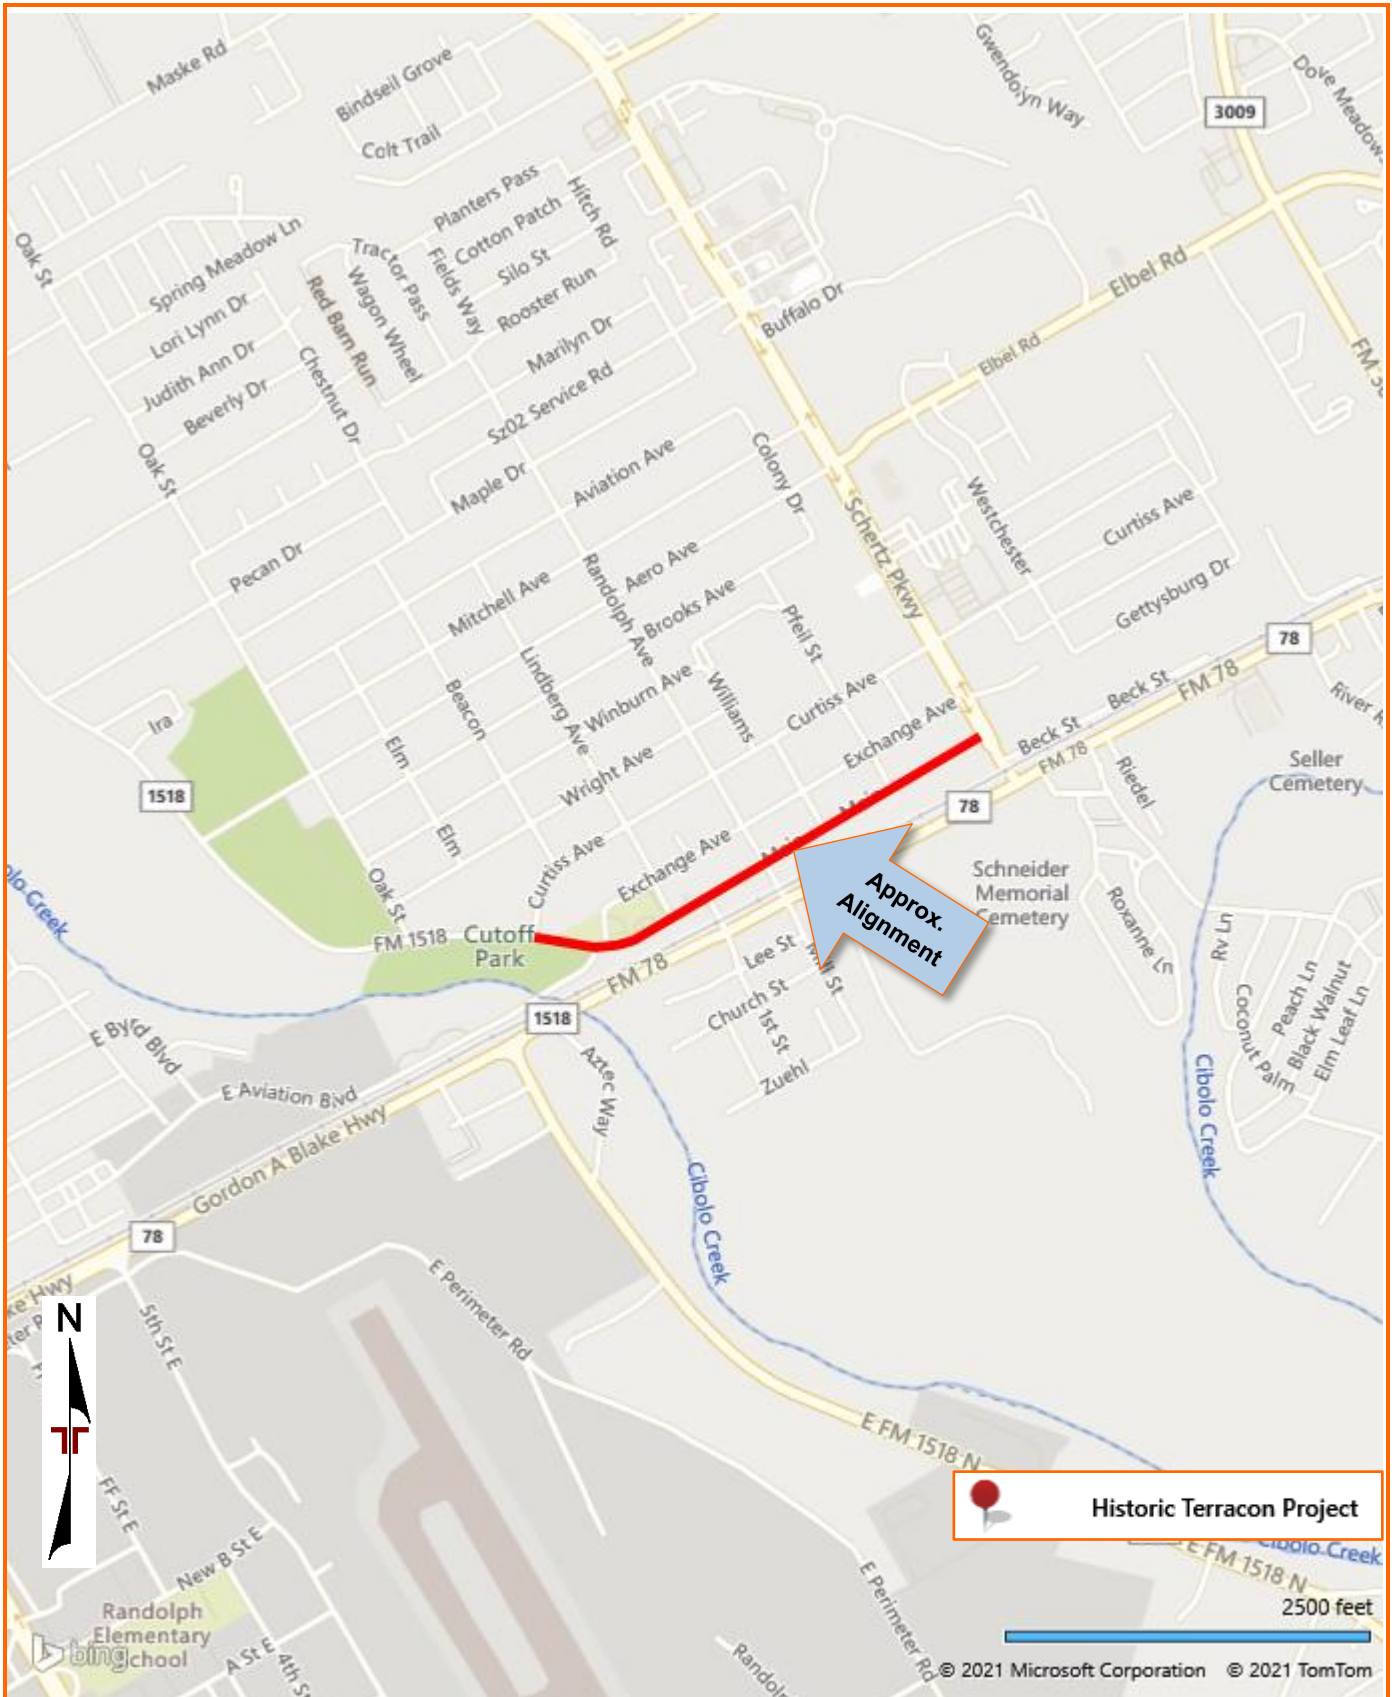 Maske Rd
Bindseil Grove
Colt Trail
Gwendolyn Way
Dove Meadows
3009
Planters Pass
Hitch Rd
Cotton Patch
Silo St
Rooster Run
Tractor Pass
Fields Way
Wagon Wheel
Red Barn Run
Spring Meadow Ln
Oak St
Lori Lynn Dr
Judith Ann Dr
Beverly Dr
Chestnut Dr
Marilyn Dr
Sz02 Service Rd
Buffalo Dr
Elbel Rd
Elbel Rd
FM 30
Oak St
Maple Dr
Aviation Ave
Colony Dr
Schertz Pkwy
Westchester
Curtiss Ave
Gettysburg Dr
Pecan Dr
Mitchell Ave
Randolph Ave
Aero Ave
Brooks Ave
Pfeil St
78
Lindberg Ave
Beacon
Winburn Ave
Williams
Curtiss Ave
Exchange Ave
Beck St
FM 78
Beck St
FM 78
River R
Ira
1518
Elm
Elm
Wright Ave
Riedel
Seller
Cemetery
78
Curtiss Ave
Exchange Ave
Oak St
FM 1518
Cutoff
Park
olo Creek
Approx.
Alignment
Schneider
Memorial
Cemetery
Roxanne Ln
Riv Ln
FM 78
Lee St
Church St
1st St
Zuehl
1518
Aztec Way
Peach Ln
Black Walnut
Elm Leaf Ln
Coconut Palm
Cibolo Creek
E Byrd Blvd
E Aviation Blvd
Gordon A Blake Hwy
Cibolo Creek
78
ke Hwy
E Perimeter Rd
5th St E
N
E FM 1518 N
Historic Terracon Project
Cibolo Creek
E FM 1518 N
FF St E
New B St E
Randolph
Elementary
School
A St E
4th St
bing
E Perimeter Rd
Randol
2500 feet
© 2021 Microsoft Corporation © 2021 TomTom